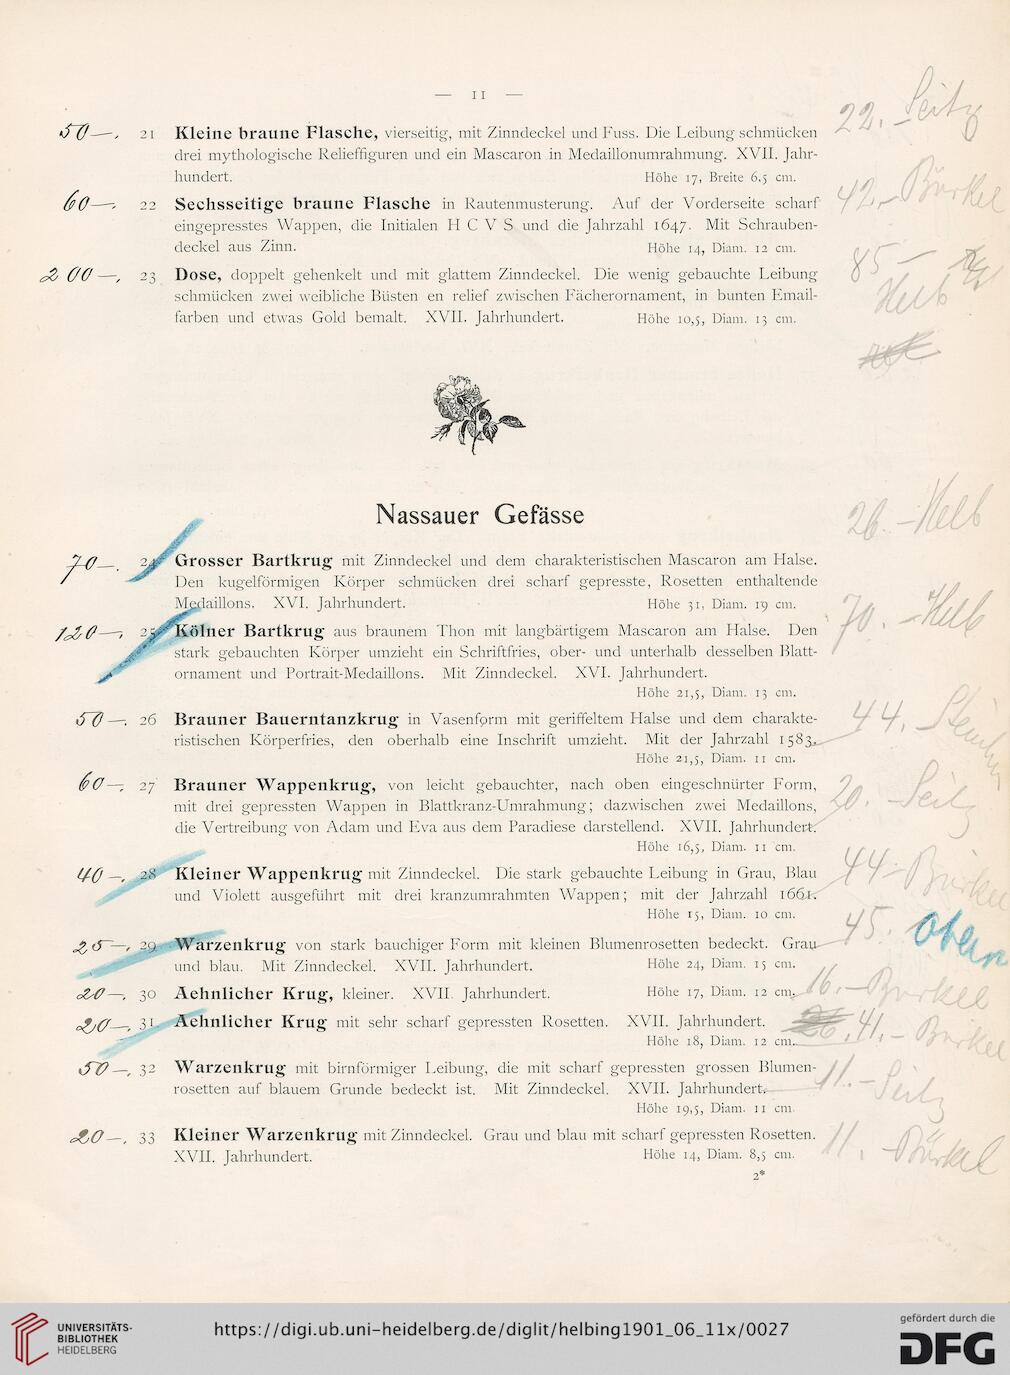 — 11 —
22. Seitz
50—. 21 Kleine braune Flasche, vierseitig, mit Zinndeckel und Fuss. Die Leibung schmücken
drei mythologische Relieffiguren und ein Mascaron in Medaillonumrahmung. XVII. Jahr-
hundert. Höhe 17, Breite 6,5 cm.
42.- Bürkel
60—. 22 Sechsseitige braune Flasche in Rautenmusterung. Auf der Vorderseite scharf
eingepresstes Wappen, die Initialen H C V S und die Jahrzahl 1647. Mit Schrauben-
deckel aus Zinn. Höhe 14, Diam. 12 cm.
85—
Helb
200—. 23 Dose, doppelt gehenkelt und mit glattem Zinndeckel. Die wenig gebauchte Leibung
schmücken zwei weibliche Büsten en relief zwischen Fächerornament, in bunten Email-
farben und etwas Gold bemalt. XVII. Jahrhundert. Höhe 10,5, Diam. 13 cm.
Nassauer Gefässe
26.- Helb
70—. 24 Grosser Bartkrug mit Zinndeckel und dem charakteristischen Mascaron am Halse.
Den kugelförmigen Körper schmücken drei scharf gepresste, Rosetten enthaltende
Medaillons. XVI. Jahrhundert. Höhe 31, Diam. 19 cm.
70.- Helb
120—. 25 Kölner Bartkrug aus braunem Thon mit langbärtigem Mascaron am Halse. Den
stark gebauchten Körper umzieht ein Schriftfries, ober- und unterhalb desselben Blatt-
ornament und Portrait-Medaillons. Mit Zinndeckel. XVI. Jahrhundert.
Höhe 21,5, Diam. 13 cm.
50—. 26 Brauner Bauerntanzkrug in Vasenform mit geriffeltem Halse und dem charakte-
ristischen Körperfries, den oberhalb eine Inschrift umzieht. Mit der Jahrzahl 1583.
44.
Höhe 21,5, Diam. 11 cm.
60—. 27 Brauner Wappenkrug, von leicht gebauchter, nach oben eingeschnürter Form,
mit drei gepressten Wappen in Blattkranz-Umrahmung; dazwischen zwei Medaillons,
die Vertreibung von Adam und Eva aus dem Paradiese darstellend. XVII. Jahrhundert.
20. - Seitz
Höhe 16,5, Diam. 11 cm.
40—. 28 Kleiner Wappenkrug mit Zinndeckel. Die stark gebauchte Leibung in Grau, Blau
und Violett ausgeführt mit drei kranzumrahmten Wappen; mit der Jahrzahl 1661.
44- Bürkel
Höhe 15, Diam. 10 cm.
25—. 29 Warzenkrug von stark bauchiger Form mit kleinen Blumenrosetten bedeckt. Grau
45.
und blau. Mit Zinndeckel. XVII. Jahrhundert. Höhe 24, Diam. 15 cm.
20—. 30 Aehnlicher Krug, kleiner. XVII. Jahrhundert. Höhe 17, Diam. 12 cm.
16.- Bürkel
20—. 31 Aehnlicher Krug mit sehr scharf gepressten Rosetten. XVII. Jahrhundert.
Höhe 18, Diam. 12 cm.
41.- Bürkel
50—. 32 Warzenkrug mit birnförmiger Leibung, die mit scharf gepressten grossen Blumen-
rosetten auf blauem Grunde bedeckt ist. Mit Zinndeckel. XVII. Jahrhundert.
11.- Seitz
Höhe 19,5, Diam. 11 cm.
20—. 33 Kleiner Warzenkrug mit Zinndeckel. Grau und blau mit scharf gepressten Rosetten.
XVII. Jahrhundert. Höhe 14, Diam. 8,5 cm.
11. - Bürkel
2*
UNIVERSITÄTS-
BIBLIOTHEK
HEIDELBERG
https://digi.ub.uni-heidelberg.de/diglit/helbing1901_06_11x/0027
gefördert durch die
DFG